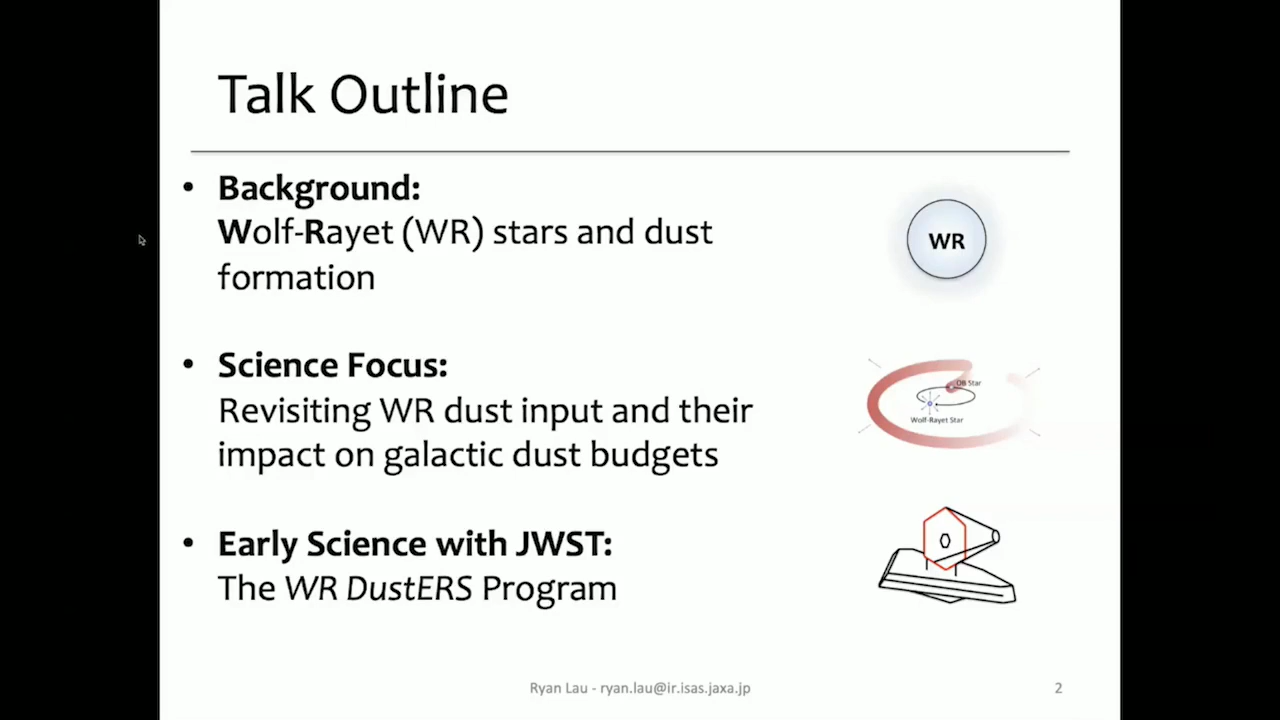 Talk Outline
• Background:
Wolf-Rayet (WR) stars and dust
formation
WR
• Science Focus:
Revisiting WR dust input and their
impact on galactic dust budgets
OB Star
Wolf-Rayet Star
• Early Science with JWST:
The WR DustERS Program
Ryan Lau - ryan.lau@ir.isas.jaxa.jp
2